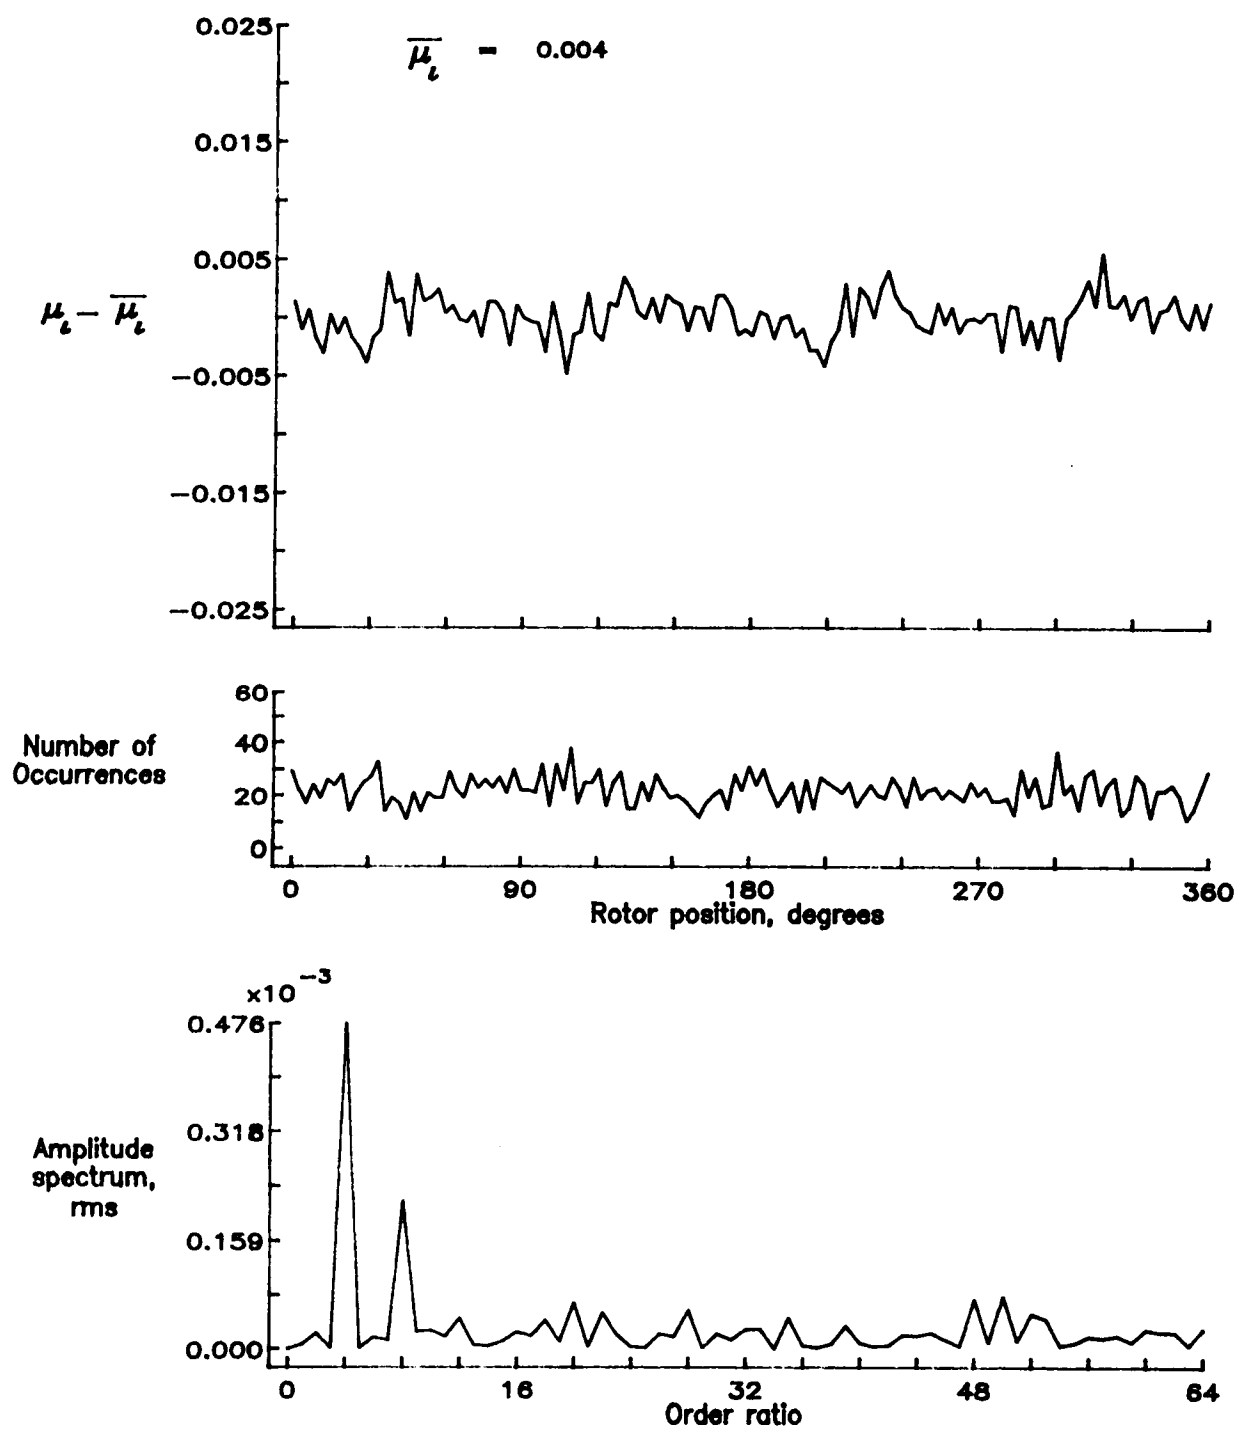 0.025
μ̅ᵢ = 0.004
0.015
0.005
μᵢ – μ̅ᵢ
−0.005
−0.015
−0.025
60
Number of
Occurrences
40
20
0
0 90 180 270 360
Rotor position, degrees
×10⁻³
0.476
0.318
Amplitude
spectrum,
rms
0.159
0.000
0 16 32 48 64
Order ratio